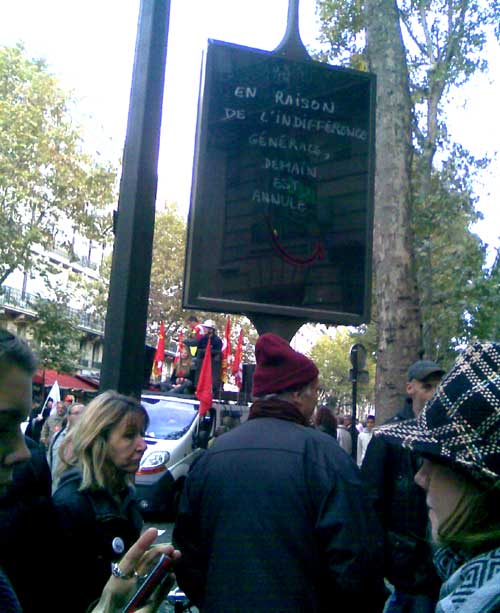 EN RAISON
DE L'INDIFFÉRENCE
GÉNÉRALE,
DEMAIN
EST
ANNULÉ